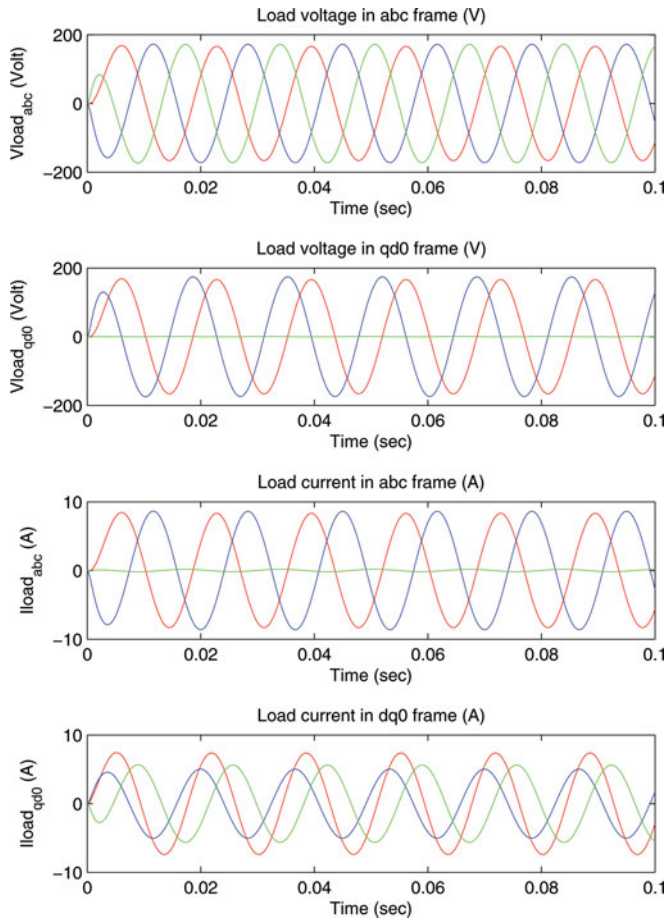 Load voltage in abc frame (V)
200
0
−200
Vload_abc (Volt)
0 0.02 0.04 0.06 0.08 0.1
Time (sec)
Load voltage in qd0 frame (V)
200
0
−200
Vload_qd0 (Volt)
0 0.02 0.04 0.06 0.08 0.1
Time (sec)
Load current in abc frame (A)
10
0
−10
Iload_abc (A)
0 0.02 0.04 0.06 0.08 0.1
Time (sec)
Load current in dq0 frame (A)
10
0
−10
Iload_qd0 (A)
0 0.02 0.04 0.06 0.08 0.1
Time (sec)